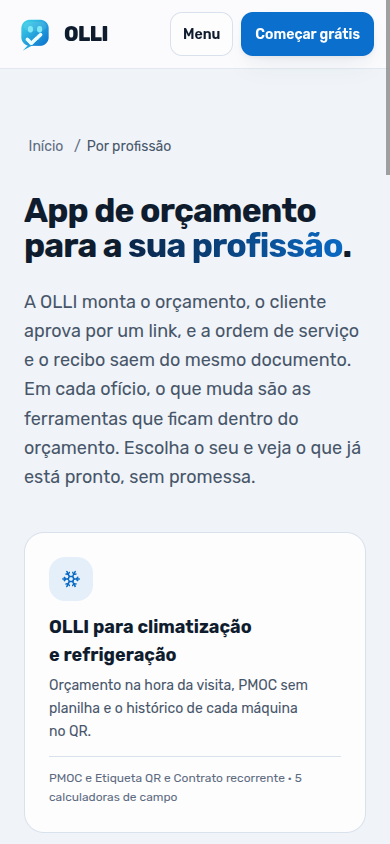 OLLI
Menu
Começar grátis
Início / Por profissão
App de orçamento
para a sua profissão.
A OLLI monta o orçamento, o cliente
aprova por um link, e a ordem de serviço
e o recibo saem do mesmo documento.
Em cada ofício, o que muda são as
ferramentas que ficam dentro do
orçamento. Escolha o seu e veja o que já
está pronto, sem promessa.
OLLI para climatização
e refrigeração
Orçamento na hora da visita, PMOC sem
planilha e o histórico de cada máquina
no QR.
PMOC e Etiqueta QR e Contrato recorrente • 5
calculadoras de campo